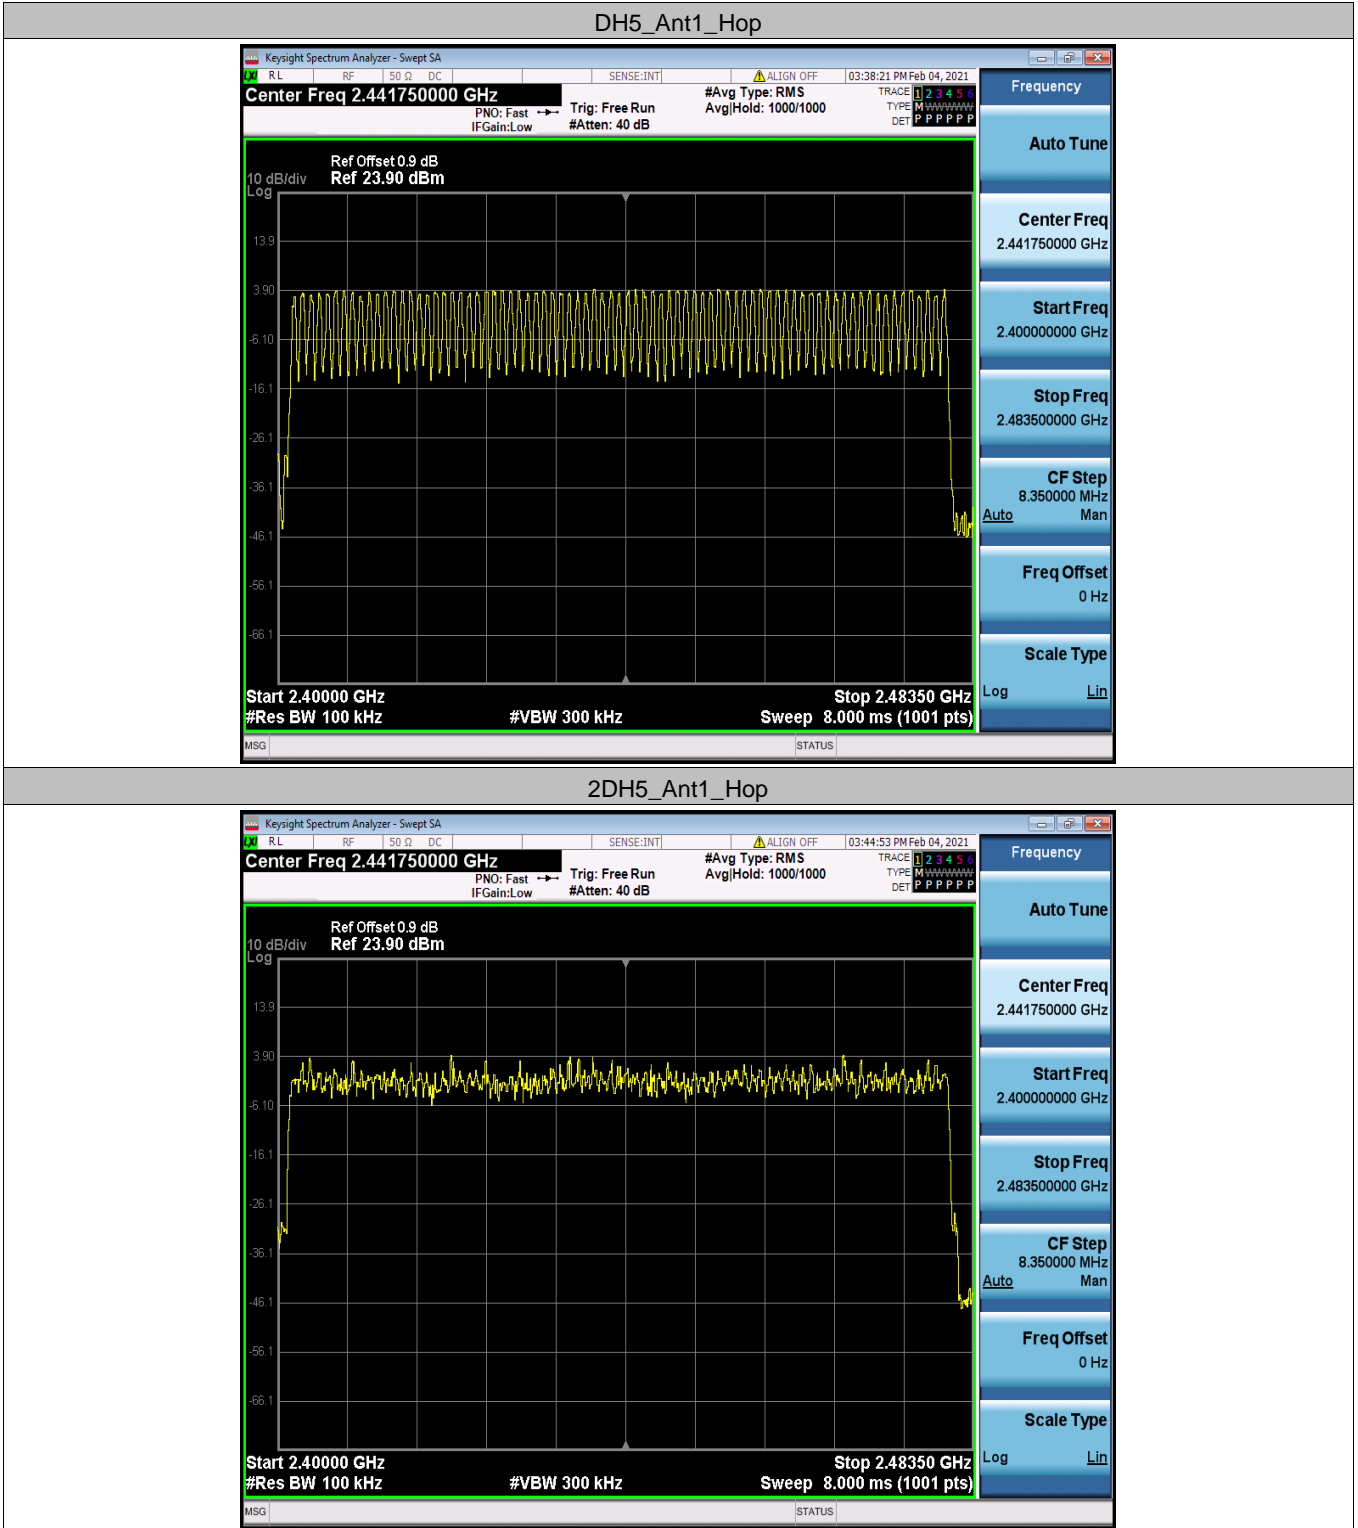 DH5_Ant1_Hop
Keysight Spectrum Analyzer - Swept SA
LXI RL RF 50 Ω DC SENSE:INT ALIGN OFF 03:38:21 PM Feb 04, 2021
Center Freq 2.441750000 GHz
PNO: Fast
IFGain:Low
Trig: Free Run
#Atten: 40 dB
#Avg Type: RMS
Avg|Hold: 1000/1000
TRACE 1 2 3 4 5 6
TYPE M WWWWW
DET P P P P P P
Ref Offset 0.9 dB
10 dB/div Ref 23.90 dBm
Log
13.9
3.90
-6.10
-16.1
-26.1
-36.1
-46.1
-56.1
-66.1
Start 2.40000 GHz Stop 2.48350 GHz
#Res BW 100 kHz #VBW 300 kHz Sweep 8.000 ms (1001 pts)
MSG STATUS
Frequency
Auto Tune
Center Freq
2.441750000 GHz
Start Freq
2.400000000 GHz
Stop Freq
2.483500000 GHz
CF Step
8.350000 MHz
Auto Man
Freq Offset
0 Hz
Scale Type
Log Lin
2DH5_Ant1_Hop
Keysight Spectrum Analyzer - Swept SA
LXI RL RF 50 Ω DC SENSE:INT ALIGN OFF 03:44:53 PM Feb 04, 2021
Center Freq 2.441750000 GHz
PNO: Fast
IFGain:Low
Trig: Free Run
#Atten: 40 dB
#Avg Type: RMS
Avg|Hold: 1000/1000
TRACE 1 2 3 4 5 6
TYPE M WWWWW
DET P P P P P P
Ref Offset 0.9 dB
10 dB/div Ref 23.90 dBm
Log
13.9
3.90
-6.10
-16.1
-26.1
-36.1
-46.1
-56.1
-66.1
Start 2.40000 GHz Stop 2.48350 GHz
#Res BW 100 kHz #VBW 300 kHz Sweep 8.000 ms (1001 pts)
MSG STATUS
Frequency
Auto Tune
Center Freq
2.441750000 GHz
Start Freq
2.400000000 GHz
Stop Freq
2.483500000 GHz
CF Step
8.350000 MHz
Auto Man
Freq Offset
0 Hz
Scale Type
Log Lin